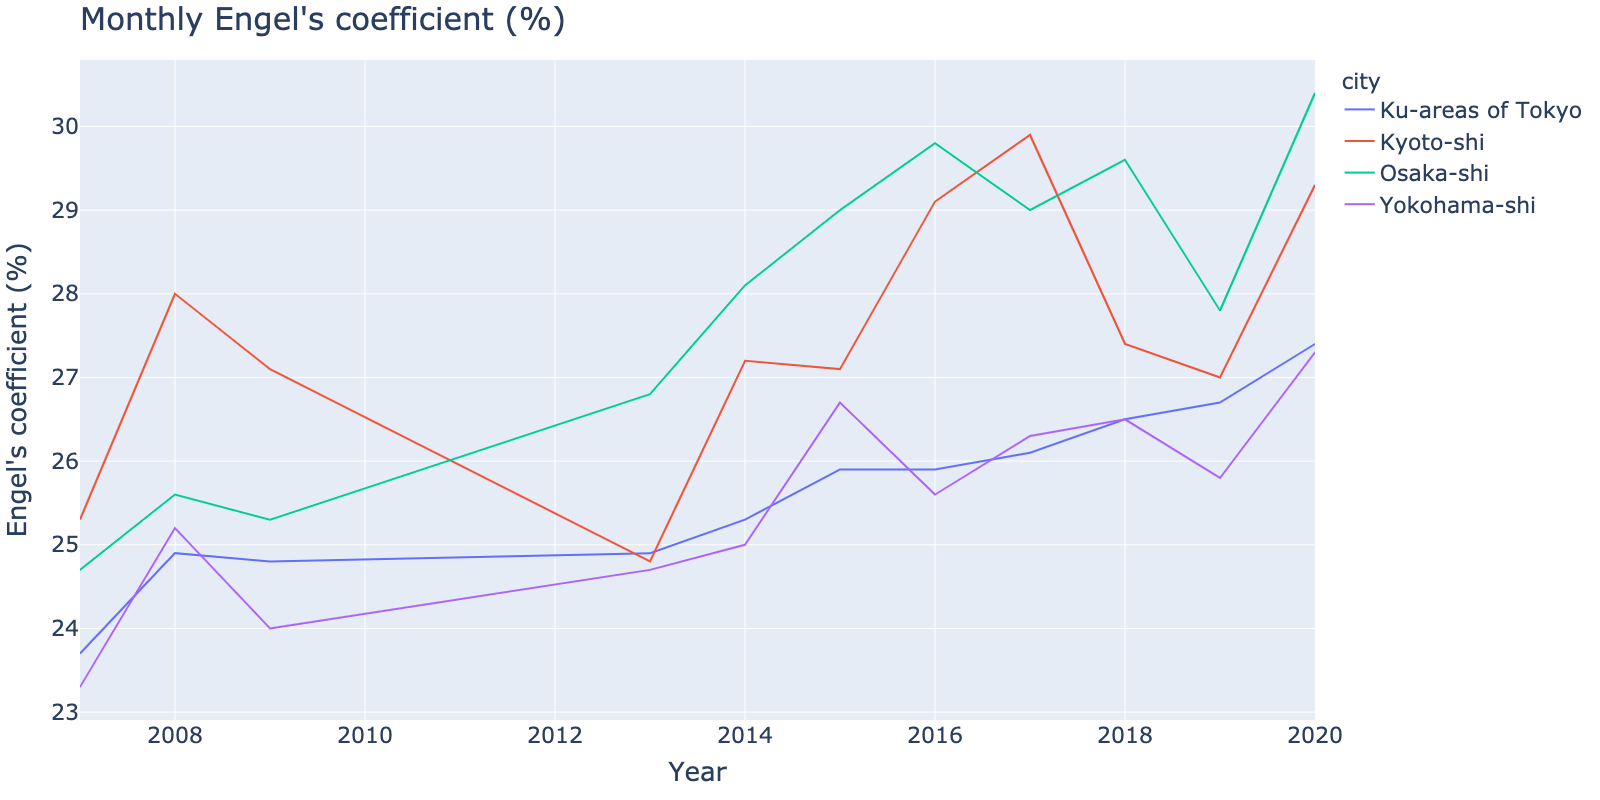 Monthly Engel's coefficient (%)
city
Ku-areas of Tokyo
Kyoto-shi
Osaka-shi
Yokohama-shi
Engel's coefficient (%)
30
29
28
27
26
25
24
23
2008 2010 2012 2014 2016 2018 2020
Year